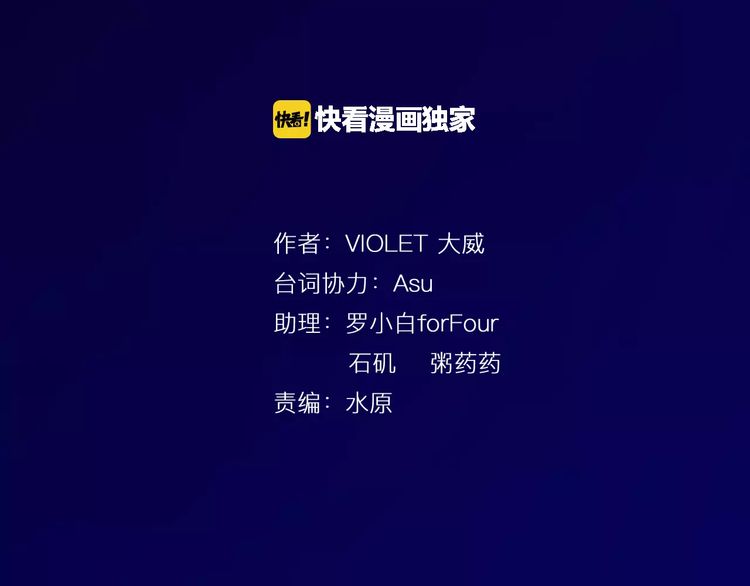 快看! 快看漫画独家
作者：VIOLET 大威
台词协力：Asu
助理：罗小白forFour
石矶 粥药药
责编：水原